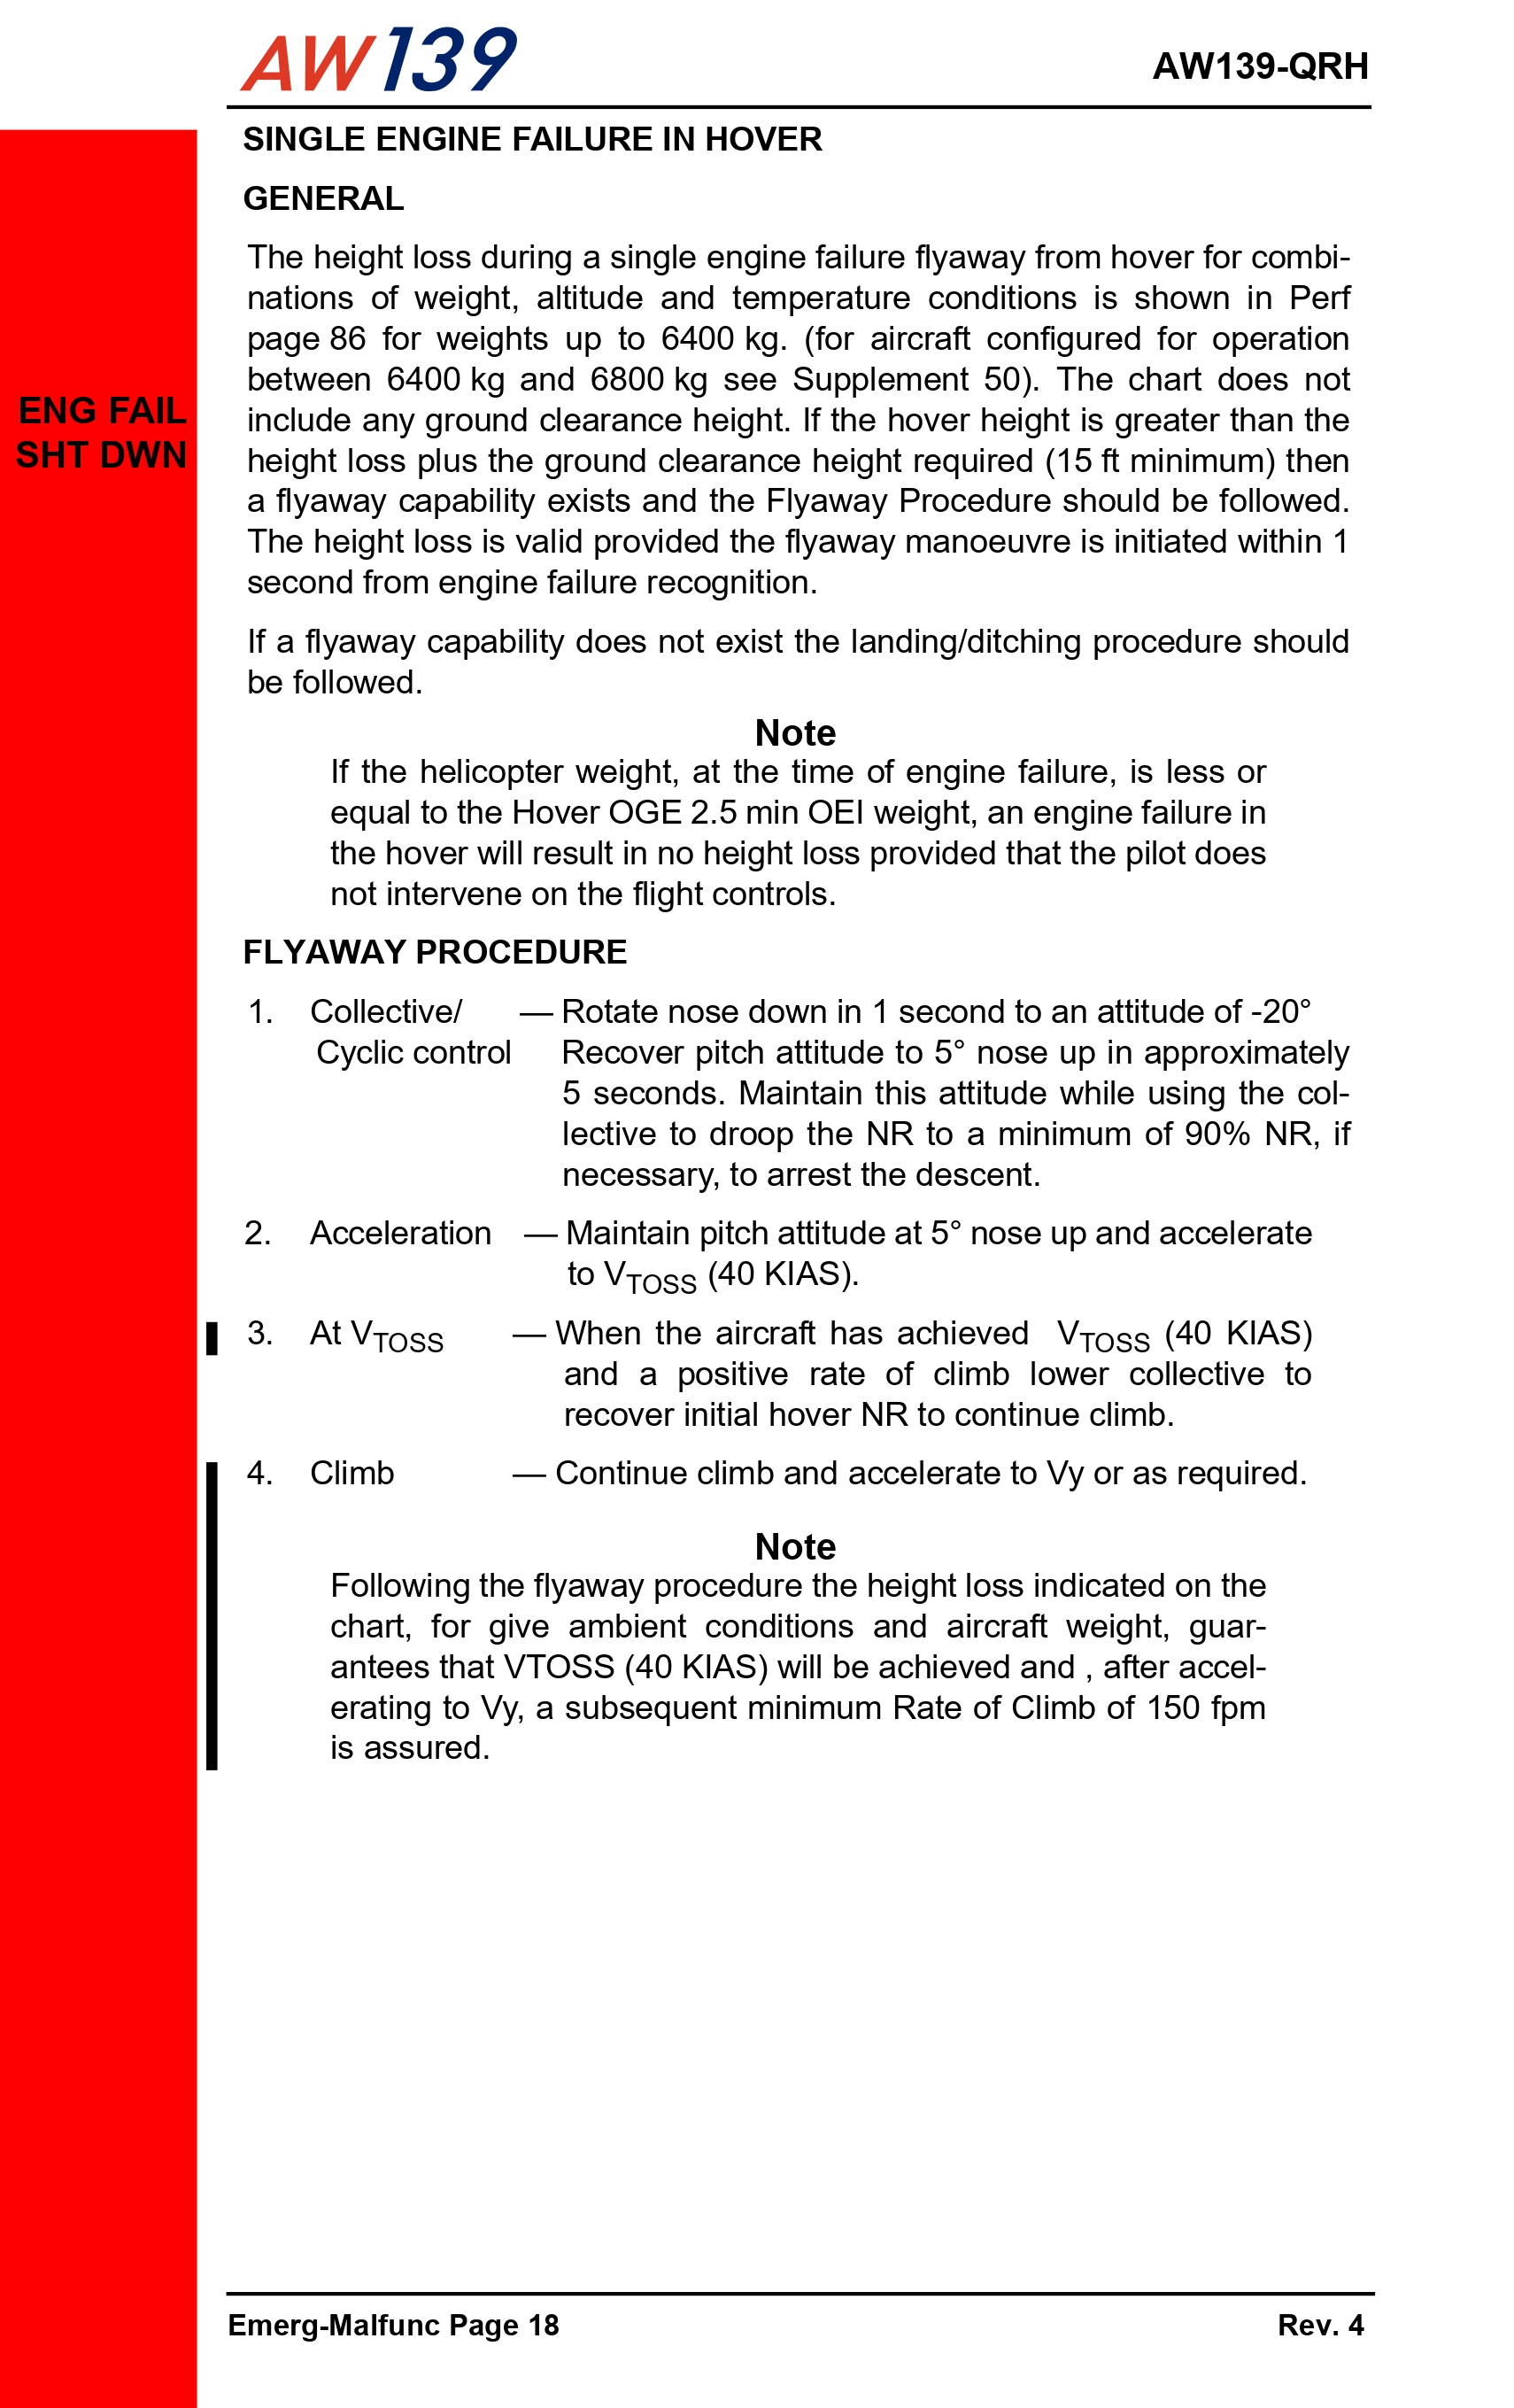 AW139
AW139-QRH
SINGLE ENGINE FAILURE IN HOVER
GENERAL
The height loss during a single engine failure flyaway from hover for combi-
nations of weight, altitude and temperature conditions is shown in Perf
page 86 for weights up to 6400 kg. (for aircraft configured for operation
between 6400 kg and 6800 kg see Supplement 50). The chart does not
include any ground clearance height. If the hover height is greater than the
height loss plus the ground clearance height required (15 ft minimum) then
a flyaway capability exists and the Flyaway Procedure should be followed.
The height loss is valid provided the flyaway manoeuvre is initiated within 1
second from engine failure recognition.
ENG FAIL
SHT DWN
If a flyaway capability does not exist the landing/ditching procedure should
be followed.
Note
If the helicopter weight, at the time of engine failure, is less or
equal to the Hover OGE 2.5 min OEI weight, an engine failure in
the hover will result in no height loss provided that the pilot does
not intervene on the flight controls.
FLYAWAY PROCEDURE
1. Collective/ — Rotate nose down in 1 second to an attitude of -20°
Cyclic control Recover pitch attitude to 5° nose up in approximately
5 seconds. Maintain this attitude while using the col-
lective to droop the NR to a minimum of 90% NR, if
necessary, to arrest the descent.
2. Acceleration — Maintain pitch attitude at 5° nose up and accelerate
to VTOSS (40 KIAS).
3. At VTOSS — When the aircraft has achieved VTOSS (40 KIAS)
and a positive rate of climb lower collective to
recover initial hover NR to continue climb.
4. Climb — Continue climb and accelerate to Vy or as required.
Note
Following the flyaway procedure the height loss indicated on the
chart, for give ambient conditions and aircraft weight, guar-
antees that VTOSS (40 KIAS) will be achieved and , after accel-
erating to Vy, a subsequent minimum Rate of Climb of 150 fpm
is assured.
Emerg-Malfunc Page 18
Rev. 4